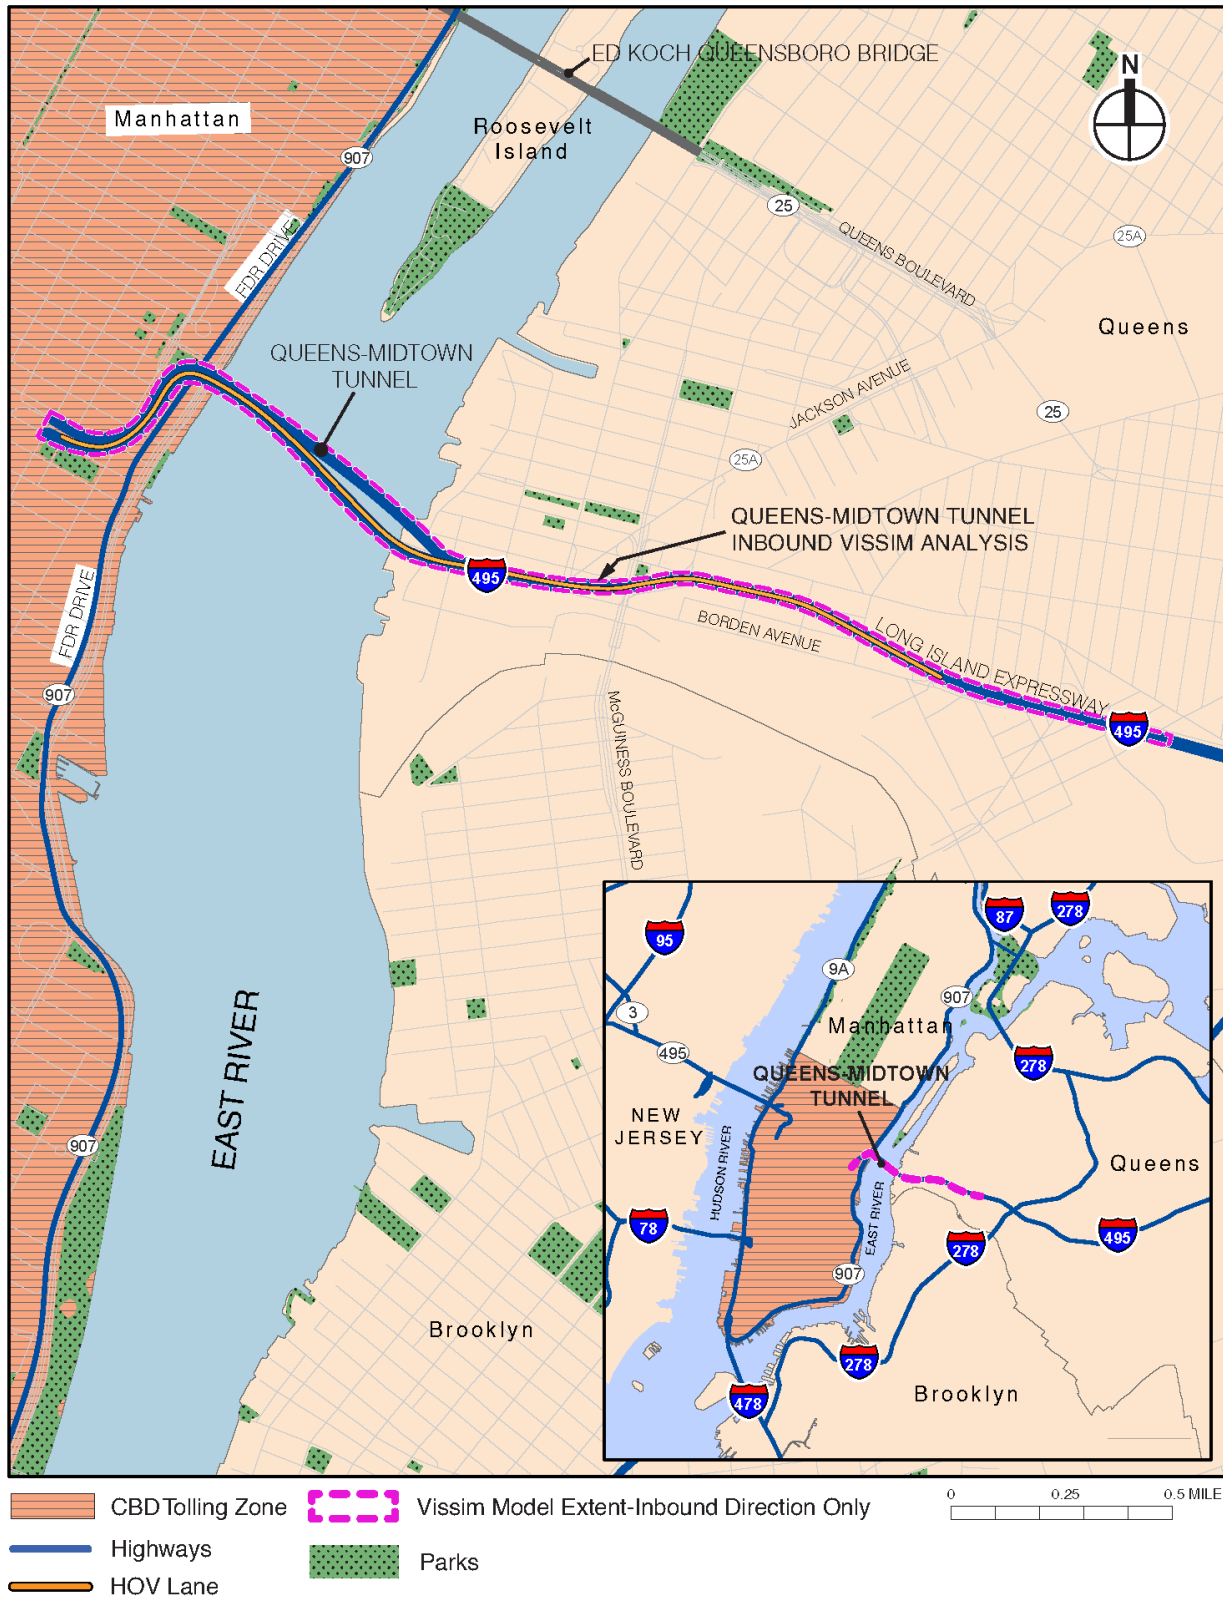 ED KOCH QUEENSBORO BRIDGE
N
Manhattan
Roosevelt
Island
907
25
25A
QUEENS BOULEVARD
FDR DRIVE
Queens
QUEENS-MIDTOWN
TUNNEL
JACKSON AVENUE
25
25A
QUEENS-MIDTOWN TUNNEL
INBOUND VISSIM ANALYSIS
495
FDR DRIVE
BORDEN AVENUE
LONG ISLAND EXPRESSWAY
907
495
McGUINESS BOULEVARD
EAST RIVER
907
Brooklyn
95
87
278
9A
907
3
Manhattan
495
278
QUEENS-MIDTOWN
TUNNEL
NEW
JERSEY
HUDSON RIVER
Queens
EAST RIVER
78
278
495
907
278
478
Brooklyn
CBD Tolling Zone
Vissim Model Extent-Inbound Direction Only
0 0.25 0.5 MILE
Highways
Parks
HOV Lane